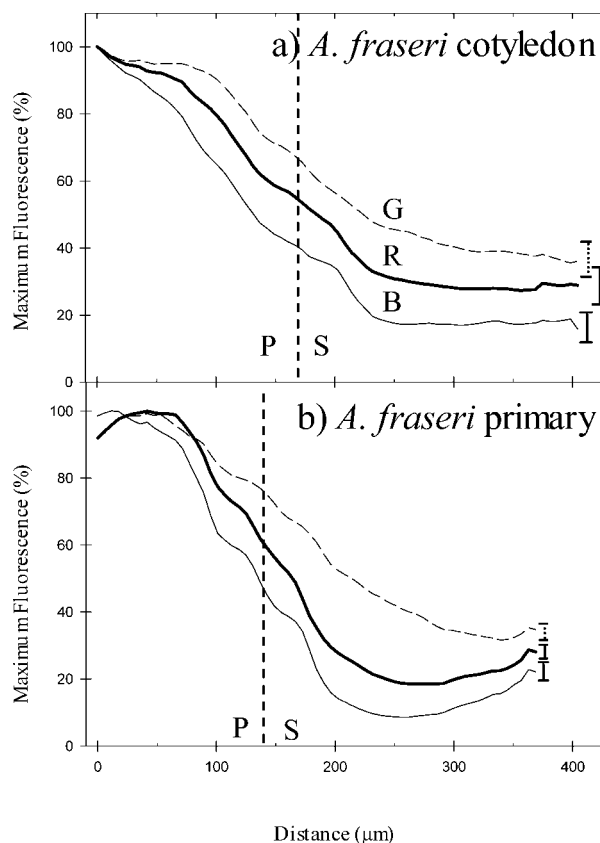 a) A. fraseri cotyledon
Maximum Fluorescence (%)
100
80
60
40
20
0
G
R
B
P
S
b) A. fraseri primary
Maximum Fluorescence (%)
100
80
60
40
20
0
P
S
0
100
200
300
400
Distance (µm)